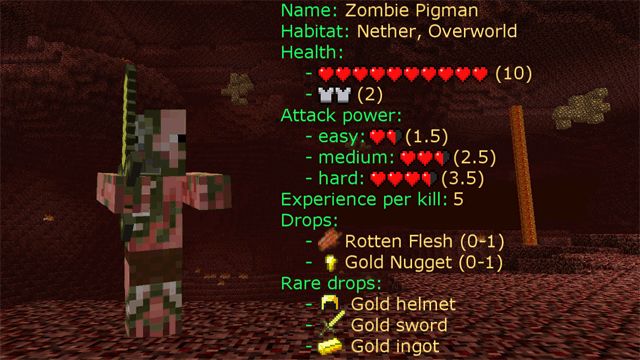 Name: Zombie Pigman
Habitat: Nether, Overworld
Health:
- (10)
- (2)
Attack power:
- easy: (1.5)
- medium: (2.5)
- hard: (3.5)
Experience per kill: 5
Drops:
- Rotten Flesh (0-1)
- Gold Nugget (0-1)
Rare drops:
- Gold helmet
- Gold sword
- Gold ingot